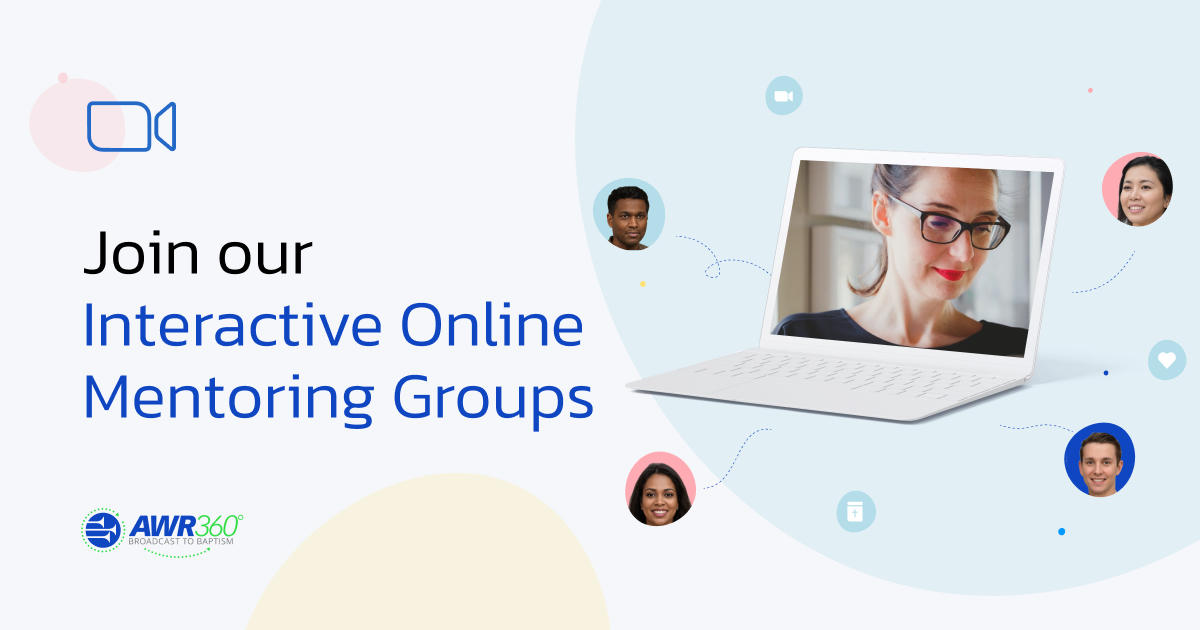 Join our
Interactive Online
Mentoring Groups
AWR360°
BROADCAST TO BAPTISM